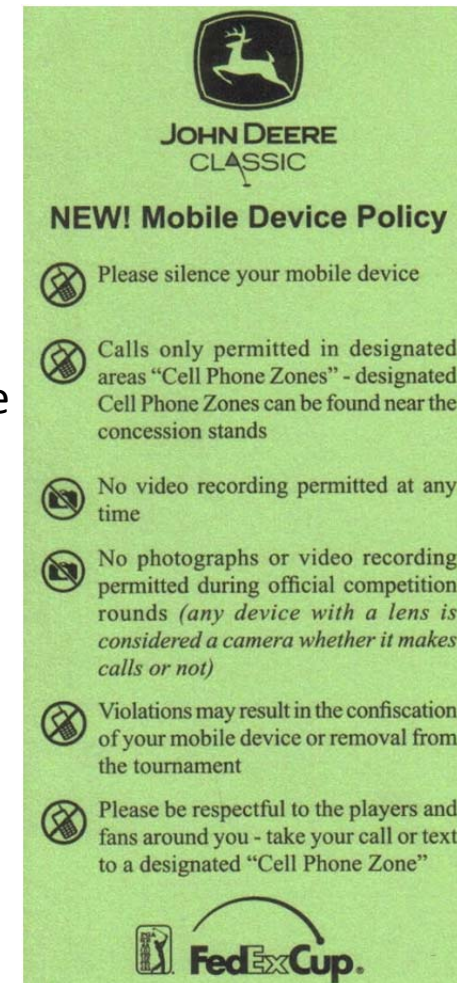 JOHN DEERE
CLASSIC
NEW! Mobile Device Policy
Please silence your mobile device
Calls only permitted in designated
areas “Cell Phone Zones” - designated
Cell Phone Zones can be found near the
concession stands
e
No video recording permitted at any
time
No photographs or video recording
permitted during official competition
rounds (any device with a lens is
considered a camera whether it makes
calls or not)
Violations may result in the confiscation
of your mobile device or removal from
the tournament
Please be respectful to the players and
fans around you - take your call or text
to a designated “Cell Phone Zone”
FedExCup.